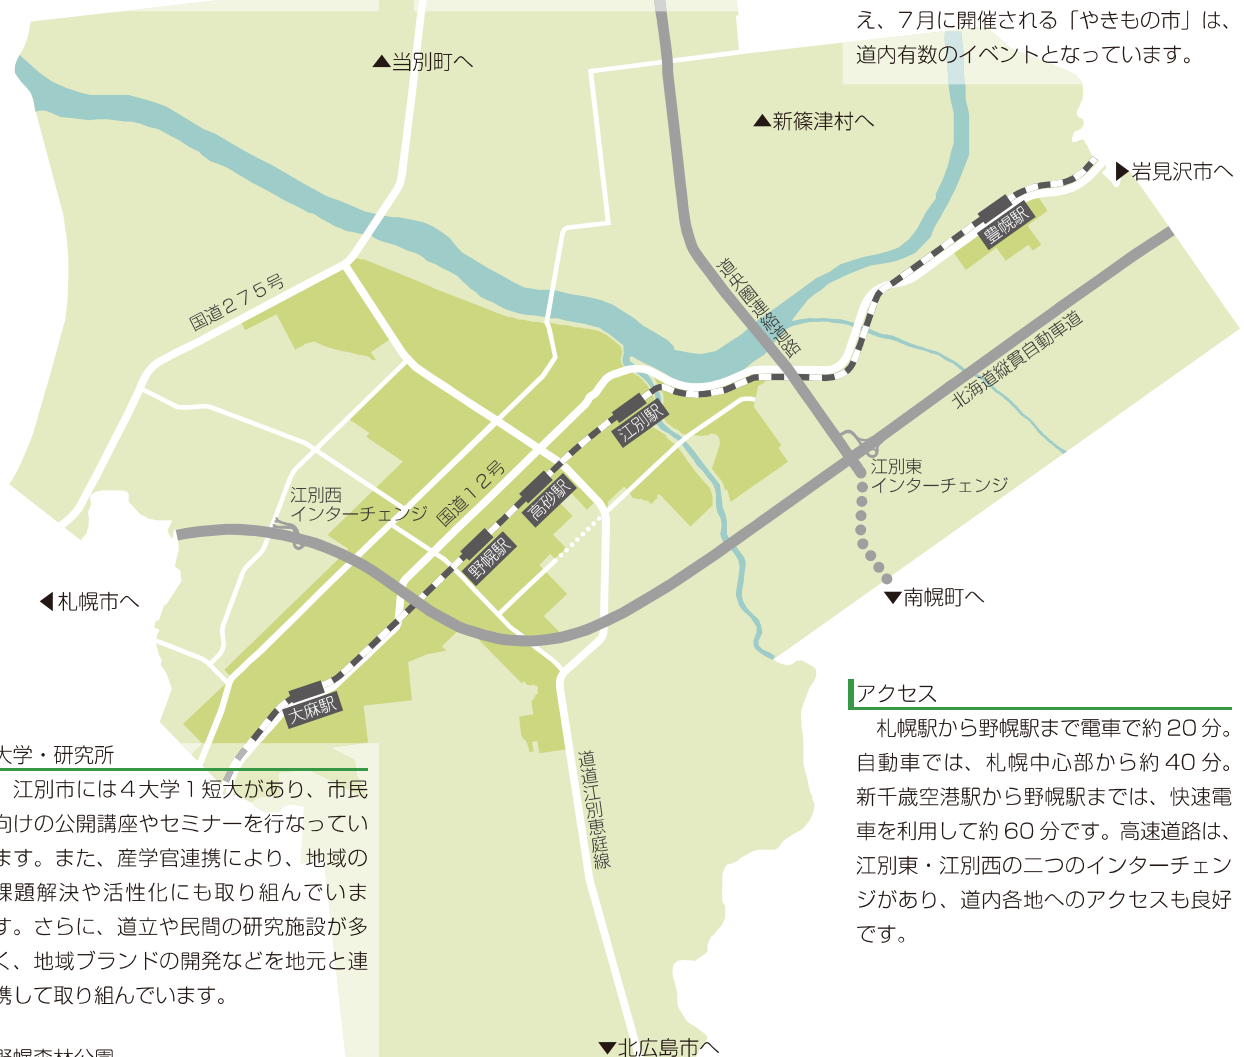 え、７月に開催される「やきもの市」は、
道内有数のイベントとなっています。
▲当別町へ
▲新篠津村へ
▶岩見沢市へ
豊幌駅
道央圏連絡道路
国道２７５号
北海道縦貫自動車道
江別駅
江別東
インターチェンジ
国道１２号
江別西
インターチェンジ
高砂駅
野幌駅
◀札幌市へ
▼南幌町へ
大麻駅
道道江別恵庭線
▼北広島市へ
大学・研究所
江別市には４大学１短大があり、市民
向けの公開講座やセミナーを行なってい
ます。また、産学官連携により、地域の
課題解決や活性化にも取り組んでいま
す。さらに、道立や民間の研究施設が多
く、地域ブランドの開発などを地元と連
携して取り組んでいます。
野幌森林公園
アクセス
札幌駅から野幌駅まで電車で約 20 分。
自動車では、札幌中心部から約 40 分。
新千歳空港駅から野幌駅までは、快速電
車を利用して約 60 分です。高速道路は、
江別東・江別西の二つのインターチェン
ジがあり、道内各地へのアクセスも良好
です。